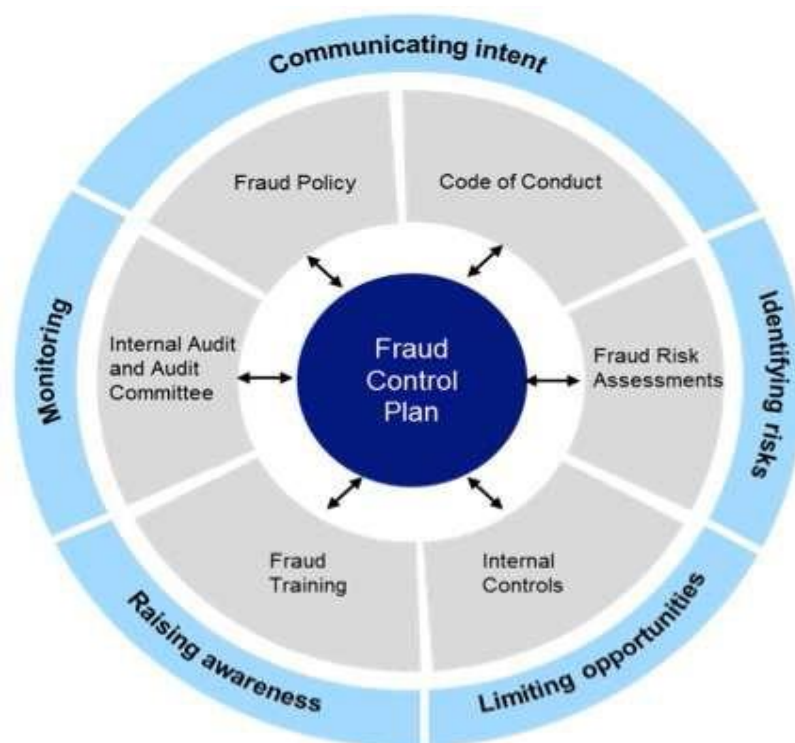 Communicating intent
Fraud Policy
Code of Conduct
Identifying risks
Fraud Risk
Assessments
Limiting opportunities
Internal
Controls
Raising awareness
Fraud
Training
Monitoring
Internal Audit
and Audit
Committee
Fraud
Control
Plan